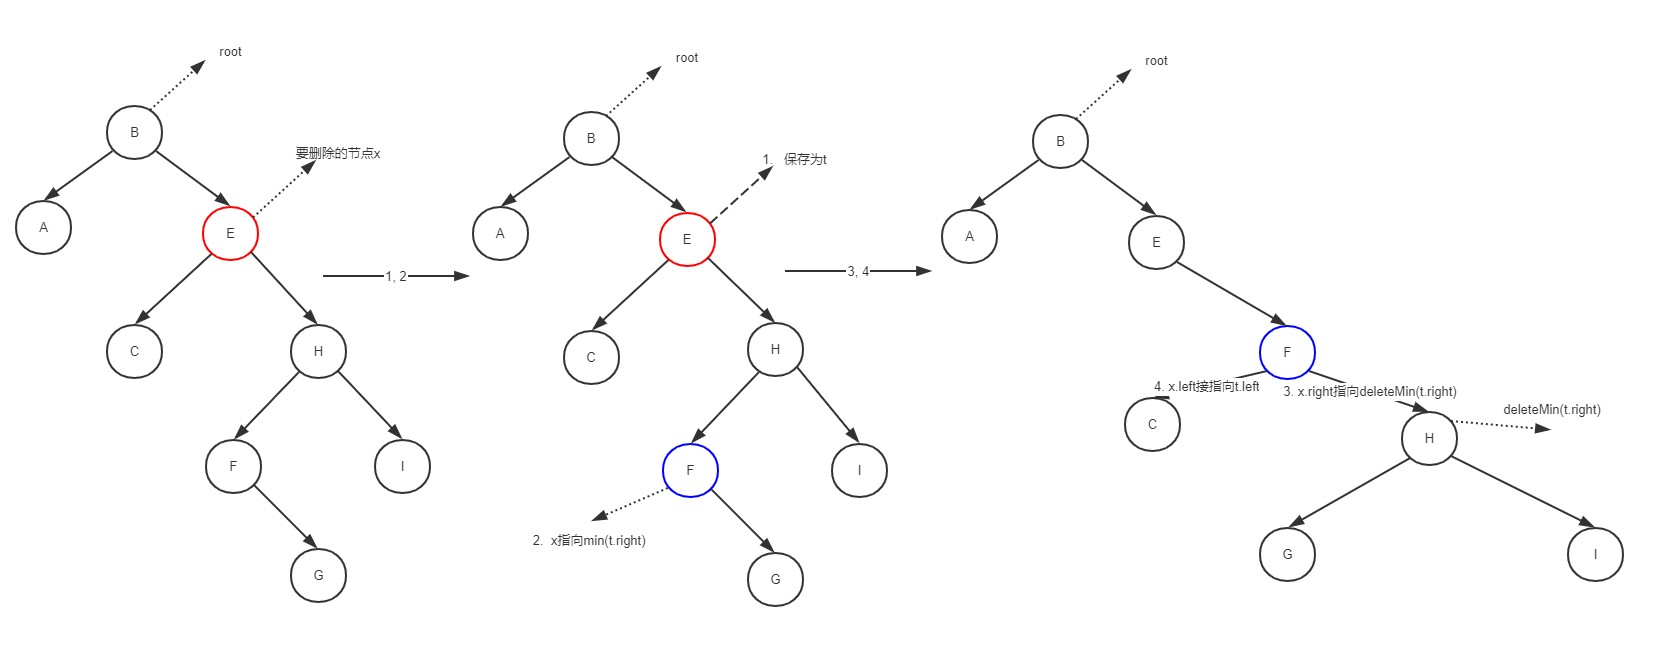 root
B
要删除的节点x
A
E
1, 2
C
H
F
I
G
root
B
1. 保存为t
A
E
3, 4
C
H
F
I
2. x指向min(t.right)
G
root
B
A
E
F
4. x.left接指向t.left
3. x.right指向deleteMin(t.right)
deleteMin(t.right)
C
H
G
I